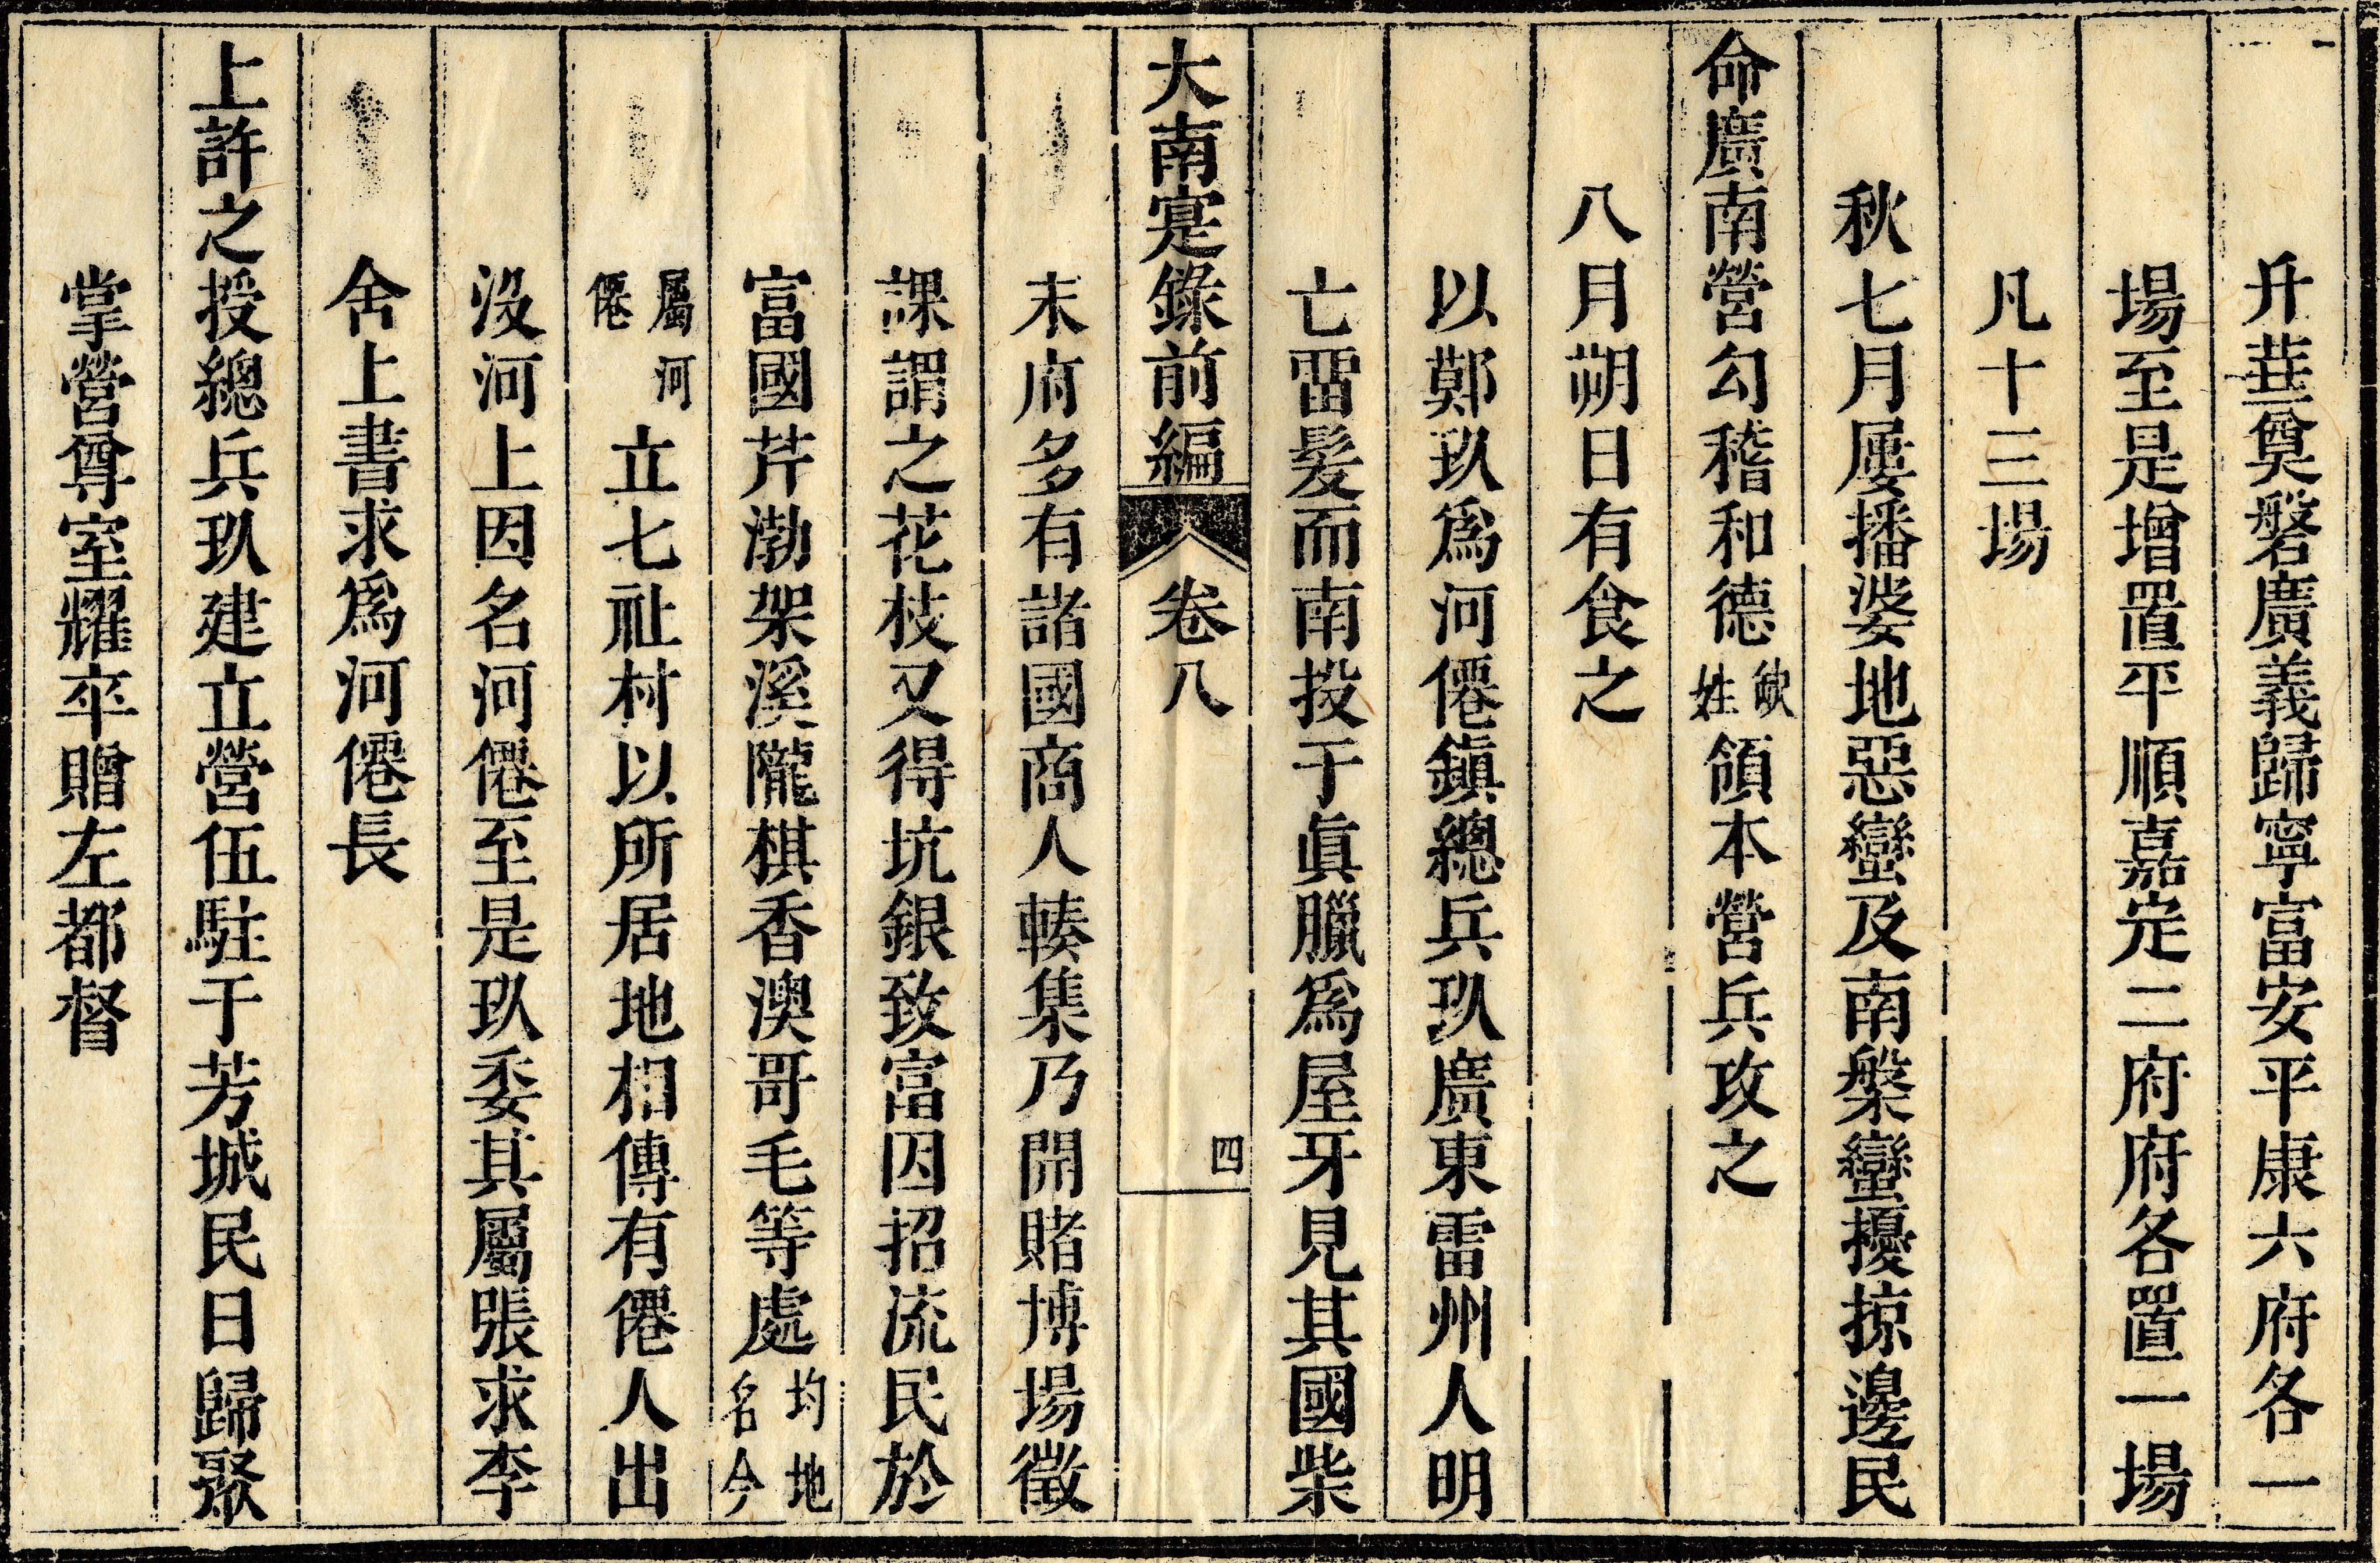 升華奠磐廣義歸寧富安平康六府各一
場至是增置平順嘉定二府府各置一場
凡十三場
秋七月屢播婆地惡蠻及南槃蠻擾掠邊民
命廣南營勾稽和德缺姓領本營兵攻之
八月朔日有食之
以鄚玖爲河僊鎮總兵玖廣東雷州人明
亡畱髮而南投于眞臘爲屋牙見其國柴
大南寔錄前編 卷八 四
末府多有諸國商人輳集乃開賭博場徵
課謂之花枝又得坑銀致富因招流民於
富國芹渤架溪隴棋香澳哥毛等處均地名今
屬河僊立七社村以所居地相傳有僊人出
沒河上因名河僊至是玖委其屬張求李
舍上書求爲河僊長
上許之授總兵玖建立營伍駐于芳城民日歸聚
掌營尊室耀卒贈左都督